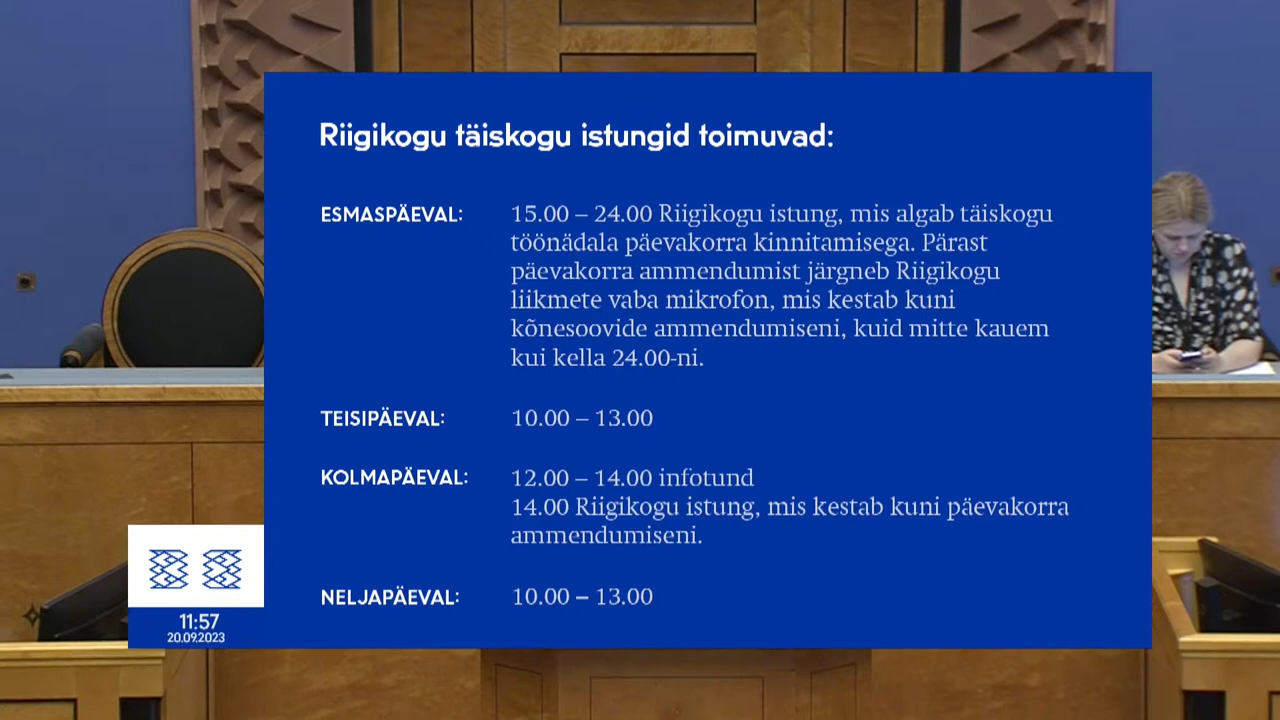 Riigikogu täiskogu istungid toimuvad:
ESMASPÄEVAL:
15.00 – 24.00 Riigikogu istung, mis algab täiskogu
töönädala päevakorra kinnitamisega. Pärast
päevakorra ammendumist järgneb Riigikogu
liikmete vaba mikrofon, mis kestab kuni
kõnesoovide ammendumiseni, kuid mitte kauem
kui kella 24.00-ni.
TEISIPÄEVAL:
10.00 – 13.00
KOLMAPÄEVAL:
12.00 – 14.00 infotund
14.00 Riigikogu istung, mis kestab kuni päevakorra
ammendumiseni.
NELJAPÄEVAL:
10.00 – 13.00
11:57
20.09.2023